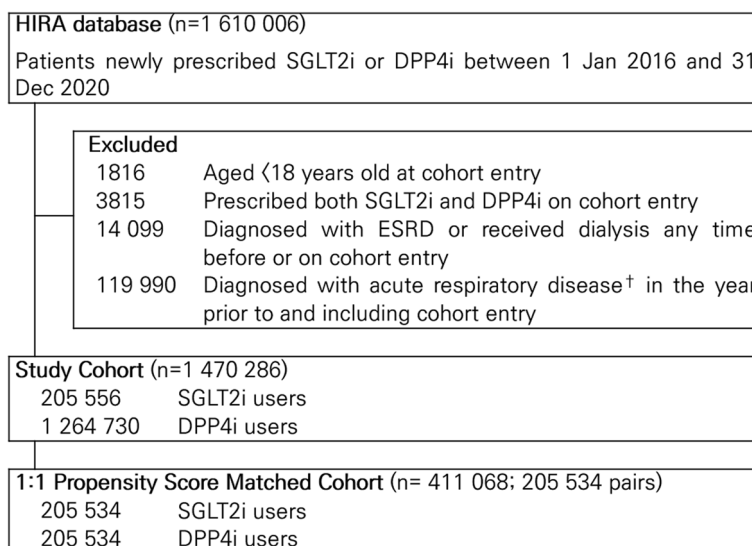 HIRA database (n=1 610 006)
Patients newly prescribed SGLT2i or DPP4i between 1 Jan 2016 and 31
Dec 2020
Excluded
1816 Aged <18 years old at cohort entry
3815 Prescribed both SGLT2i and DPP4i on cohort entry
14 099 Diagnosed with ESRD or received dialysis any time
before or on cohort entry
119 990 Diagnosed with acute respiratory disease† in the year
prior to and including cohort entry
Study Cohort (n=1 470 286)
205 556 SGLT2i users
1 264 730 DPP4i users
1:1 Propensity Score Matched Cohort (n= 411 068; 205 534 pairs)
205 534 SGLT2i users
205 534 DPP4i users